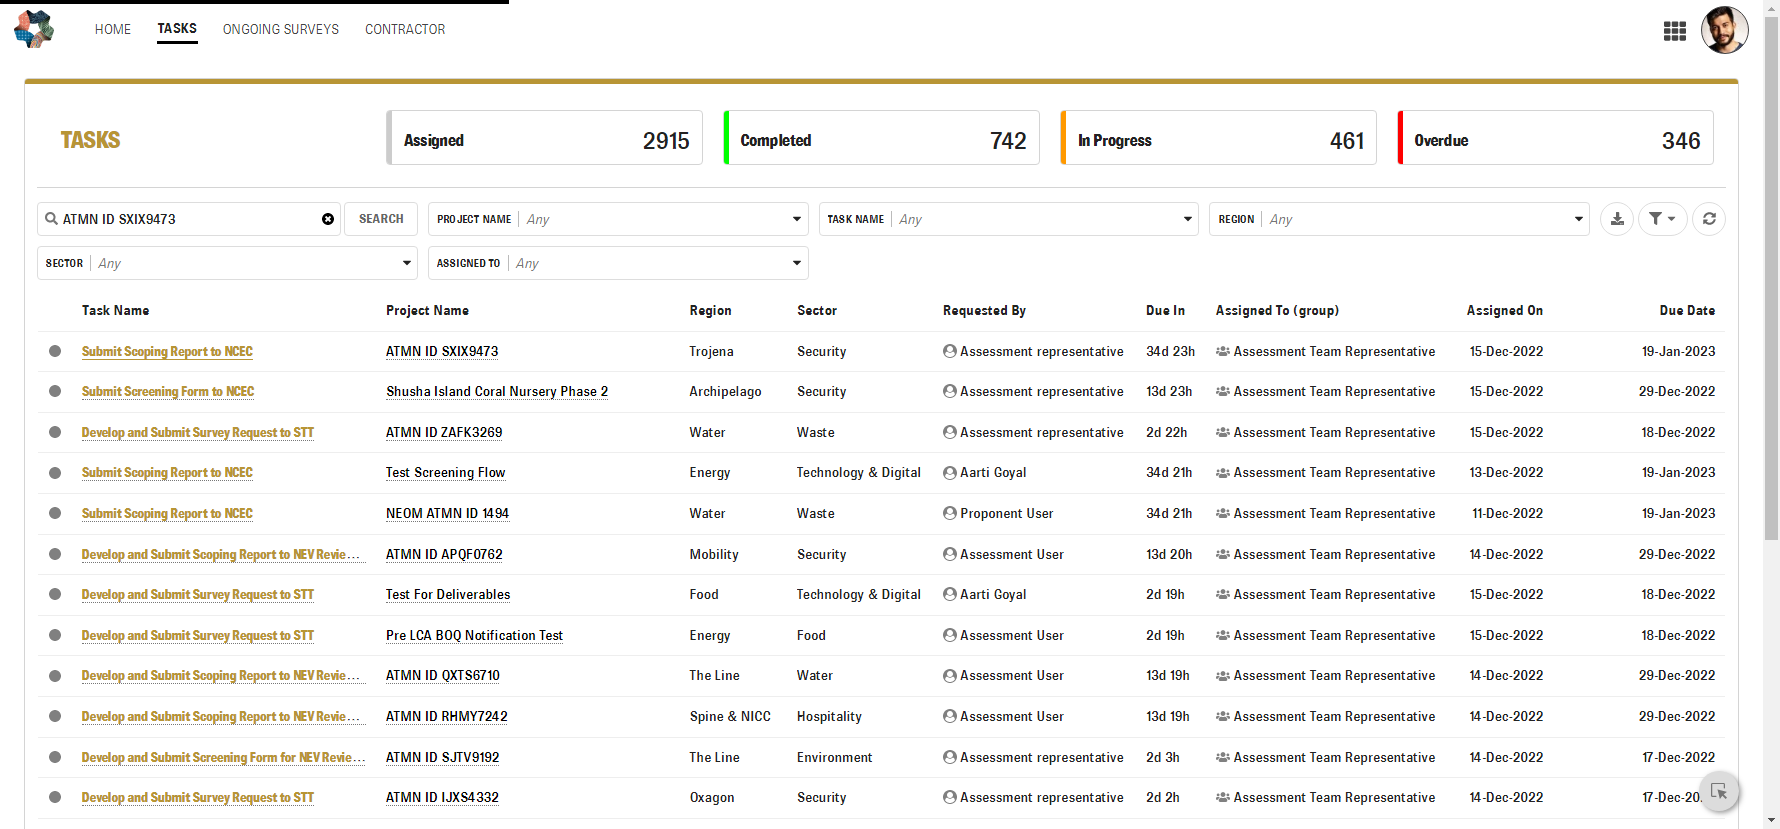 HOME TASKS ONGOING SURVEYS CONTRACTOR
TASKS
Assigned 2915
Completed 742
In Progress 461
Overdue 346
ATMN ID SXIX9473 SEARCH PROJECT NAME Any TASK NAME Any REGION Any
SECTOR Any ASSIGNED TO Any
Task Name Project Name Region Sector Requested By Due In Assigned To (group) Assigned On Due Date
Submit Scoping Report to NCEC ATMN ID SXIX9473 Trojena Security Assessment representative 34d 23h Assessment Team Representative 15-Dec-2022 19-Jan-2023
Submit Screening Form to NCEC Shusha Island Coral Nursery Phase 2 Archipelago Security Assessment representative 13d 23h Assessment Team Representative 15-Dec-2022 29-Dec-2022
Develop and Submit Survey Request to STT ATMN ID ZAFK3269 Water Waste Assessment representative 2d 22h Assessment Team Representative 15-Dec-2022 18-Dec-2022
Submit Scoping Report to NCEC Test Screening Flow Energy Technology & Digital Aarti Goyal 34d 21h Assessment Team Representative 13-Dec-2022 19-Jan-2023
Submit Scoping Report to NCEC NEOM ATMN ID 1494 Water Waste Proponent User 34d 21h Assessment Team Representative 11-Dec-2022 19-Jan-2023
Develop and Submit Scoping Report to NEV Revie... ATMN ID APQF0762 Mobility Security Assessment User 13d 20h Assessment Team Representative 14-Dec-2022 29-Dec-2022
Develop and Submit Survey Request to STT Test For Deliverables Food Technology & Digital Aarti Goyal 2d 19h Assessment Team Representative 15-Dec-2022 18-Dec-2022
Develop and Submit Survey Request to STT Pre LCA BOQ Notification Test Energy Food Assessment User 2d 19h Assessment Team Representative 15-Dec-2022 18-Dec-2022
Develop and Submit Scoping Report to NEV Revie... ATMN ID QXTS6710 The Line Water Assessment User 13d 19h Assessment Team Representative 14-Dec-2022 29-Dec-2022
Develop and Submit Scoping Report to NEV Revie... ATMN ID RHMY7242 Spine & NICC Hospitality Assessment User 13d 19h Assessment Team Representative 14-Dec-2022 29-Dec-2022
Develop and Submit Screening Form for NEV Revie... ATMN ID SJTV9192 The Line Environment Assessment representative 2d 3h Assessment Team Representative 14-Dec-2022 17-Dec-2022
Develop and Submit Survey Request to STT ATMN ID IJXS4332 Oxagon Security Assessment representative 2d 2h Assessment Team Representative 14-Dec-2022 17-Dec-20